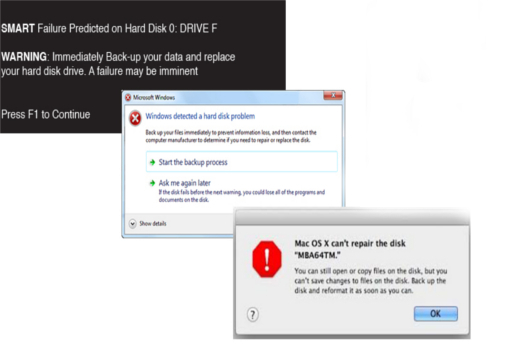 SMART Failure Predicted on Hard Disk 0: DRIVE F
WARNING: Immediately Back-up your data and replace
your hard disk drive. A failure may be imminent
Press F1 to Continue
Microsoft Windows
Windows detected a hard disk problem
Back up your files immediately to prevent information loss, and then contact the
computer manufacturer to determine if you need to repair or replace the disk.
Start the backup process
Ask me again later
If the disk fails before the next warning, you could lose all of the programs and
documents on the disk.
Show details
Mac OS X can't repair the disk
"MBA64TM."
You can still open or copy files on the disk, but you
can't save changes to files on the disk. Back up the
disk and reformat it as soon as you can.
?
OK